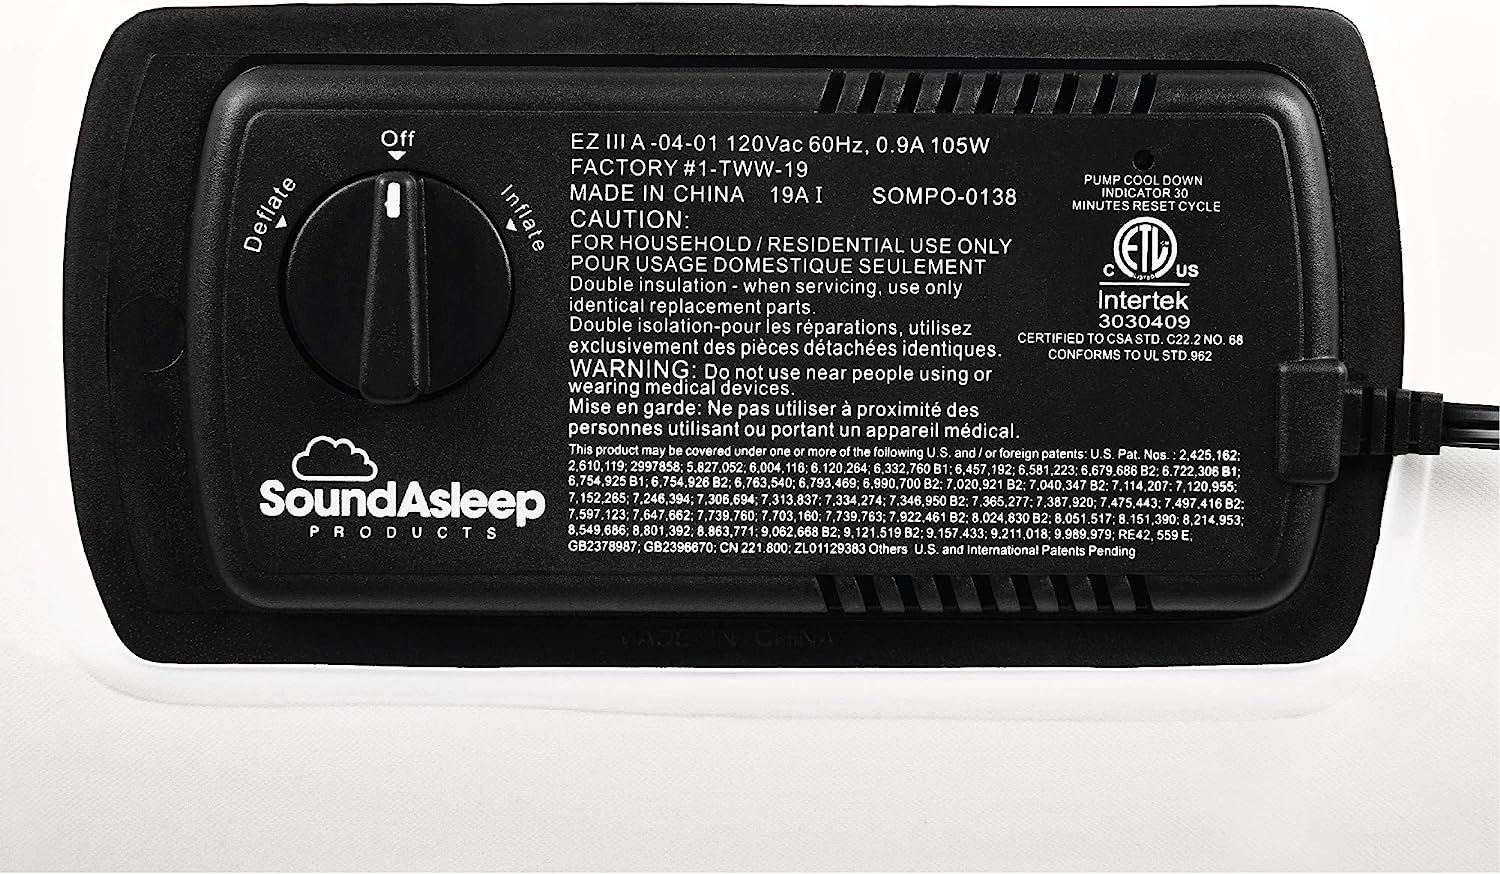 Off
Deflate
Inflate
EZ III A -04-01 120Vac 60Hz, 0.9A 105W
FACTORY #1-TWW-19
MADE IN CHINA 19A I SOMPO-0138
CAUTION:
FOR HOUSEHOLD / RESIDENTIAL USE ONLY
POUR USAGE DOMESTIQUE SEULEMENT
Double insulation - when servicing, use only
identical replacement parts.
Double isolation-pour les réparations, utilisez
exclusivement des pièces détachées identiques.
WARNING: Do not use near people using or
wearing medical devices.
Mise en garde: Ne pas utiliser à proximité des
personnes utilisant ou portant un appareil médical.
PUMP COOL DOWN
INDICATOR 30
MINUTES RESET CYCLE
ETL
LISTED
C US
Intertek
3030409
CERTIFIED TO CSA STD. C22.2 NO. 68
CONFORMS TO UL STD.962
This product may be covered under one or more of the following U.S. and / or foreign patents: U.S. Pat. Nos. : 2,425,162;
2,610,119; 2997858; 5.827,052; 6,004,116; 6.120,264; 6,332,760 B1; 6,457,192; 6,581,223; 6,679,686 B2; 6.722,306 B1;
6,754,925 B1; 6,754,926 B2; 6,763,540; 6,793,469; 6,990,700 B2; 7,020,921 B2; 7,040,347 B2; 7.114,207; 7,120,955;
7,152,265; 7,246,394; 7,306,694; 7,313,837; 7,334,274; 7,346,950 B2; 7.365,277; 7,387,920; 7,475,443; 7,497,416 B2;
7,597,123; 7,647,662; 7,739,760; 7,703,160; 7,739,763; 7,922,461 B2; 8.024,830 B2; 8.051.517; 8.151,390; 8,214,953;
8,549,686; 8,801,392; 8.863,771; 9,062,668 B2; 9,121,519 B2; 9.157.433; 9.211,018; 9.989,979; RE42, 559 E,
GB2378987; GB2396670; CN 221.800; ZL01129383 Others U.S. and International Patents Pending
SoundAsleep
PRODUCTS
MADE IN CHINA